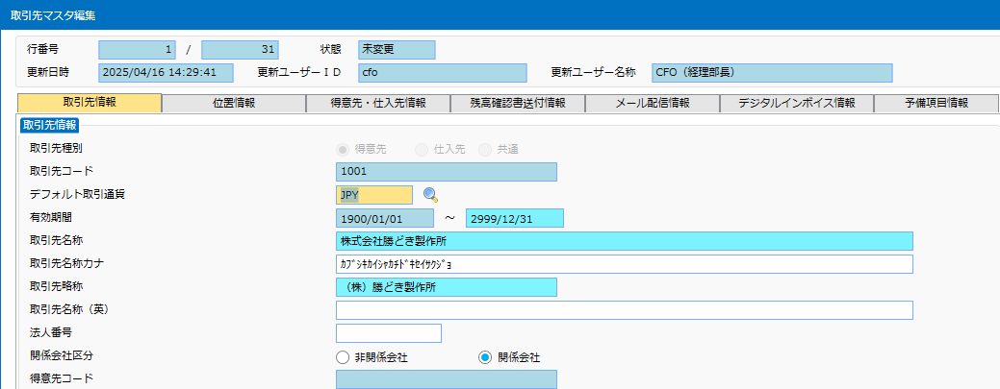 取引先マスタ編集
行番号 1 / 31 状態 未変更
更新日時 2025/04/16 14:29:41 更新ユーザーＩＤ cfo 更新ユーザー名称 CFO（経理部長）
取引先情報 位置情報 得意先・仕入先情報 残高確認書送付情報 メール配信情報 デジタルインボイス情報 予備項目情報
取引先情報
取引先種別 得意先 仕入先 共通
取引先コード 1001
デフォルト取引通貨 JPY
有効期間 1900/01/01 ～ 2999/12/31
取引先名称 株式会社勝どき製作所
取引先名称カナ ｶﾌﾞｼｷｶｲｼｬｶﾁﾄﾞｷｾｲｻｸｼﾞｮ
取引先略称 （株）勝どき製作所
取引先名称（英）
法人番号
関係会社区分 非関係会社 関係会社
得意先コード